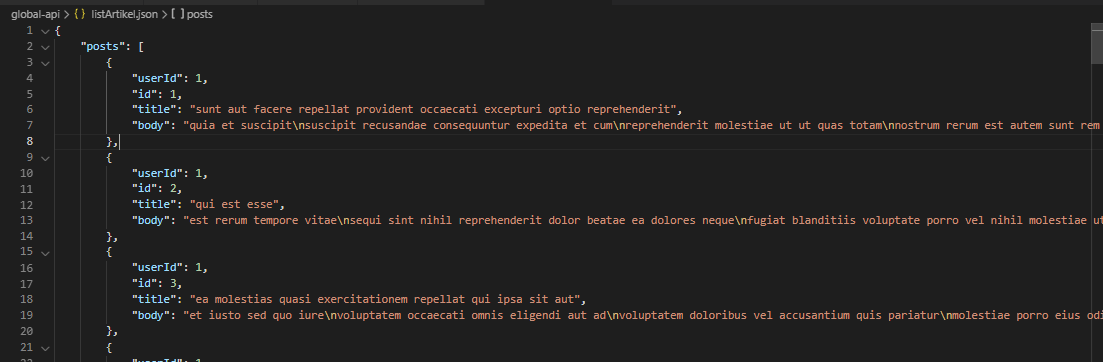 global-api > {} listArtikel.json > [ ] posts
1 {
2 "posts": [
3 {
4 "userId": 1,
5 "id": 1,
6 "title": "sunt aut facere repellat provident occaecati excepturi optio reprehenderit",
7 "body": "quia et suscipit\nsuscipit recusandae consequuntur expedita et cum\nreprehenderit molestiae ut ut quas totam\nnostrum rerum est autem sunt rem
8 },
9 {
10 "userId": 1,
11 "id": 2,
12 "title": "qui est esse",
13 "body": "est rerum tempore vitae\nsequi sint nihil reprehenderit dolor beatae ea dolores neque\nfugiat blanditiis voluptate porro vel nihil molestiae ut
14 },
15 {
16 "userId": 1,
17 "id": 3,
18 "title": "ea molestias quasi exercitationem repellat qui ipsa sit aut",
19 "body": "et iusto sed quo iure\nvoluptatem occaecati omnis eligendi aut ad\nvoluptatem doloribus vel accusantium quis pariatur\nmolestiae porro eius odi
20 },
21 {
"userId": 1